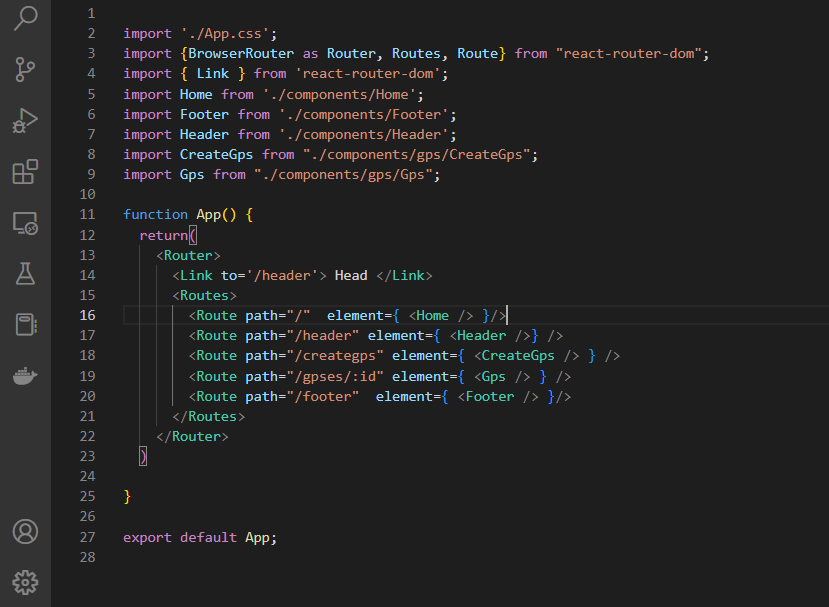 1
2 import './App.css';
3 import {BrowserRouter as Router, Routes, Route} from "react-router-dom";
4 import { Link } from 'react-router-dom';
5 import Home from './components/Home';
6 import Footer from './components/Footer';
7 import Header from './components/Header';
8 import CreateGps from "./components/gps/CreateGps";
9 import Gps from "./components/gps/Gps";
10
11 function App() {
12   return(
13     <Router>
14       <Link to='/header'> Head </Link>
15       <Routes>
16         <Route path="/"  element={ <Home /> }/>
17         <Route path="/header" element={ <Header />} />
18         <Route path="/creategps" element={ <CreateGps /> } />
19         <Route path="/gpses/:id" element={ <Gps /> } />
20         <Route path="/footer"  element={ <Footer /> }/>
21       </Routes>
22     </Router>
23   )
24
25 }
26
27 export default App;
28